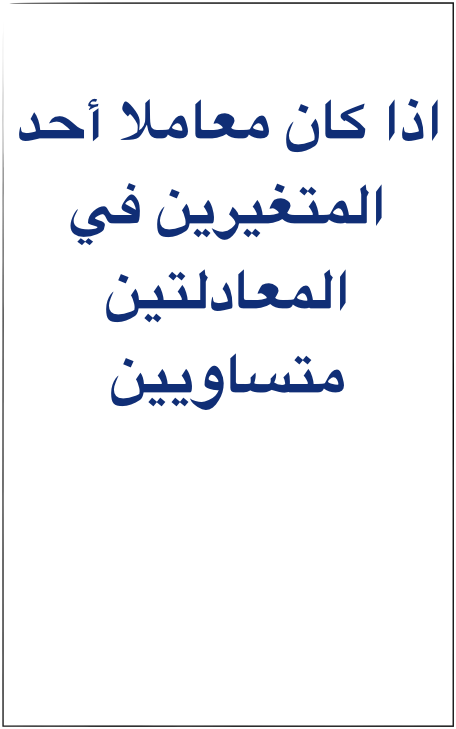 اذا كان معاملا أحد
المتغيرين في
المعادلتين
متساويين